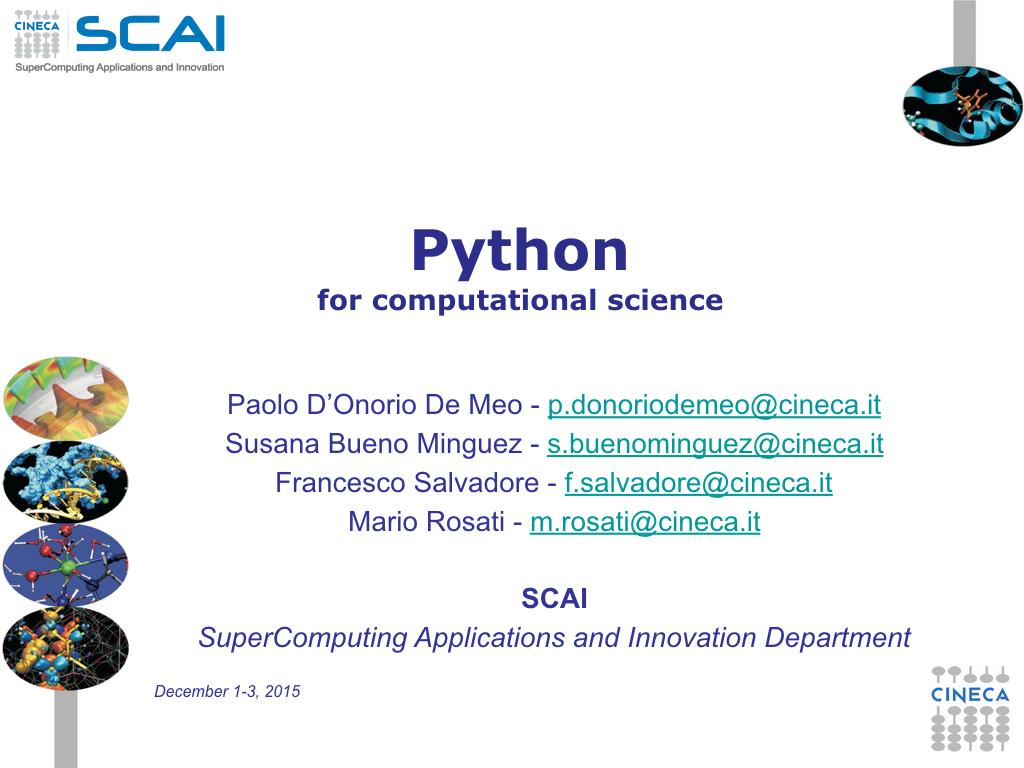 CINECA
SCAI
SuperComputing Applications and Innovation
Python
for computational science
Paolo D’Onorio De Meo - p.donoriodemeo@cineca.it
Susana Bueno Minguez - s.buenominguez@cineca.it
Francesco Salvadore - f.salvadore@cineca.it
Mario Rosati - m.rosati@cineca.it
SCAI
SuperComputing Applications and Innovation Department
December 1-3, 2015
CINECA